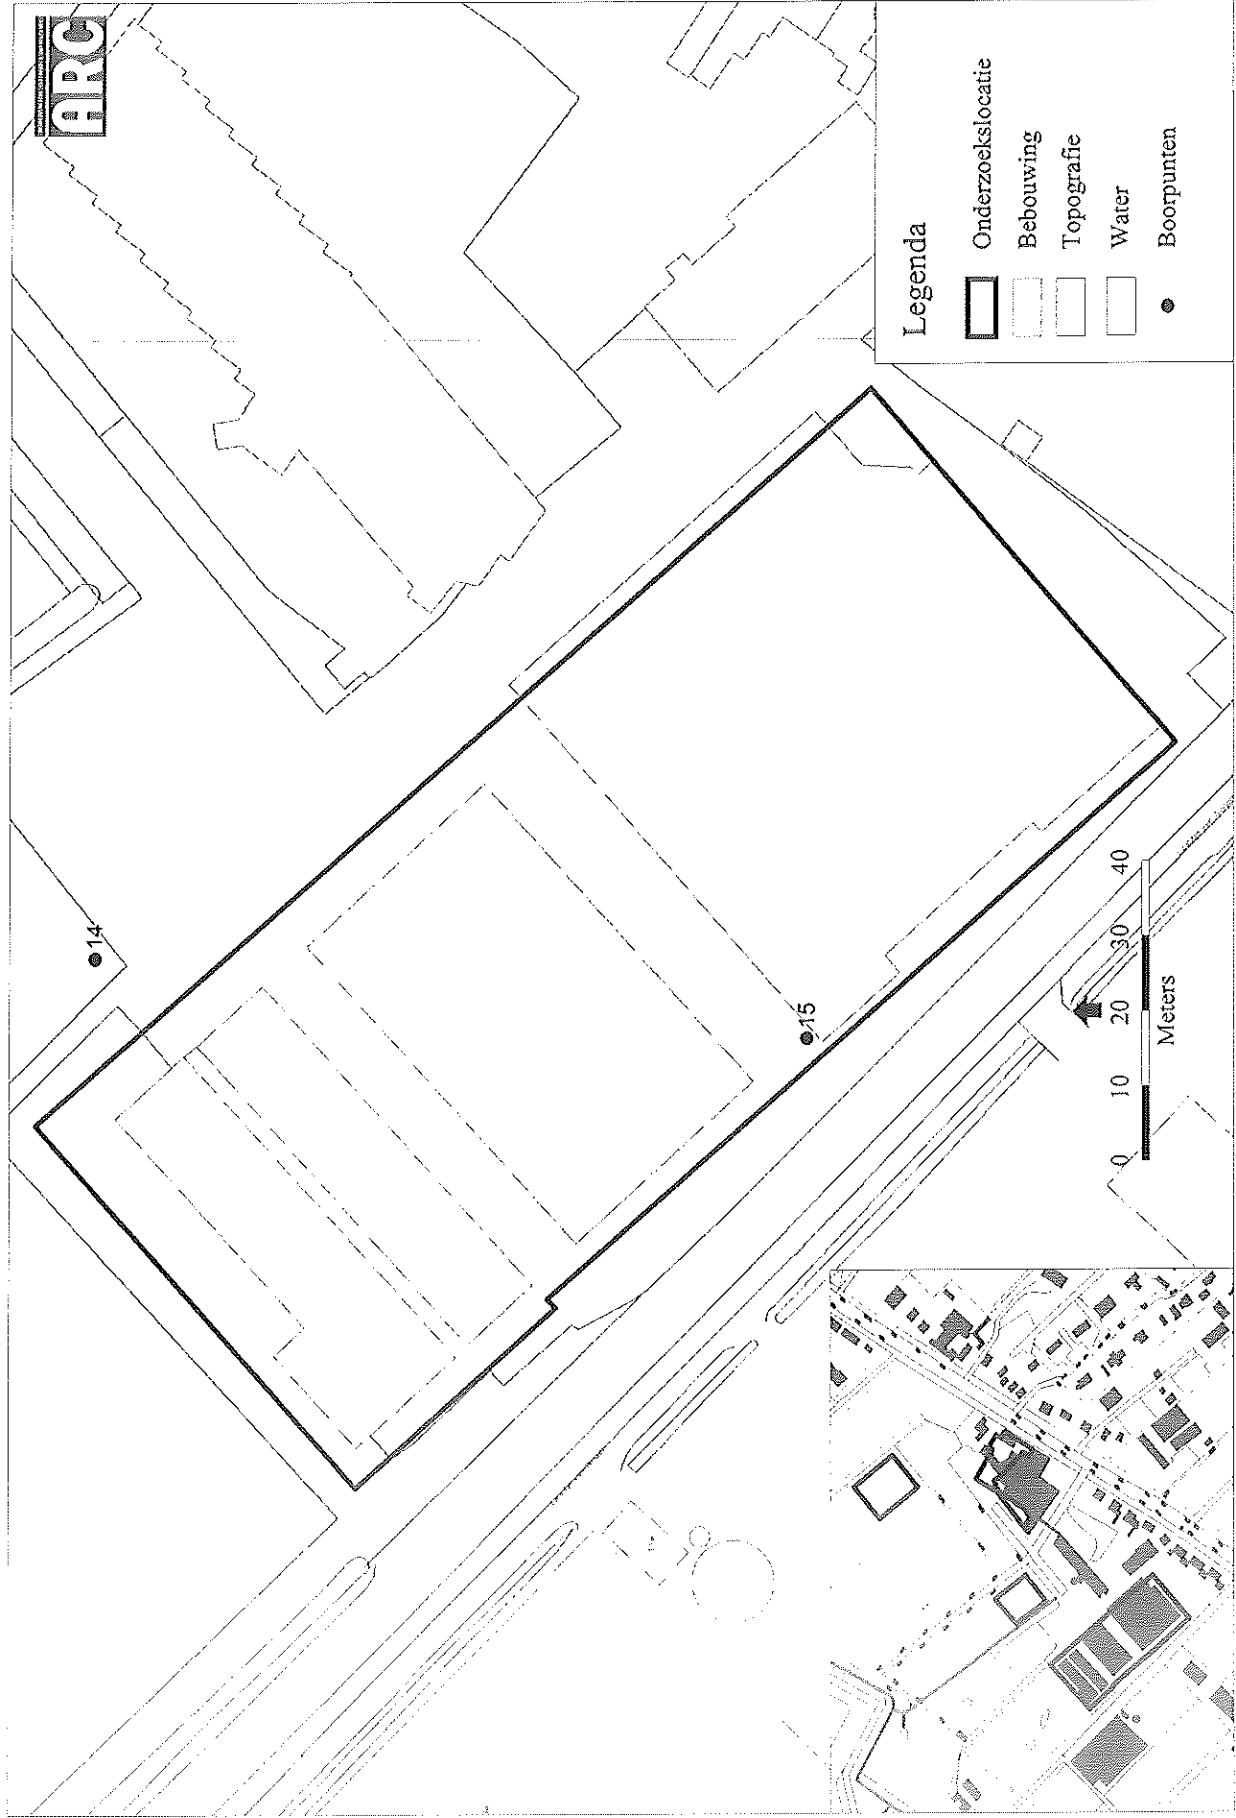 ARC
14
15
Legenda
Onderzoekslocatie
Bebouwing
Topografie
Water
Boorpunten
0 10 20 30 40
Meters